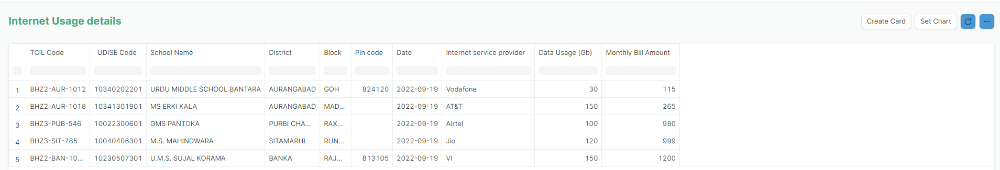 Internet Usage details Create Card Set Chart ...
TCIL Code UDISE Code School Name District Block Pin code Date Internet service provider Data Usage (Gb) Monthly Bill Amount
1 BHZ2-AUR-1012 10340202201 URDU MIDDLE SCHOOL BANTARA AURANGABAD GOH 824120 2022-09-19 Vodafone 30 115
2 BHZ2-AUR-1018 10341301901 MS ERKI KALA AURANGABAD MAD... 2022-09-19 AT&T 150 265
3 BHZ3-PUB-546 10022300601 GMS PANTOKA PURBI CHA... RAX... 2022-09-19 Airtel 100 980
4 BHZ3-SIT-785 10040406301 M.S. MAHINDWARA SITAMARHI RUN... 2022-09-19 Jio 120 999
5 BHZ2-BAN-10... 10230507301 U.M.S. SUJAL KORAMA BANKA RAJ... 813105 2022-09-19 VI 150 1200